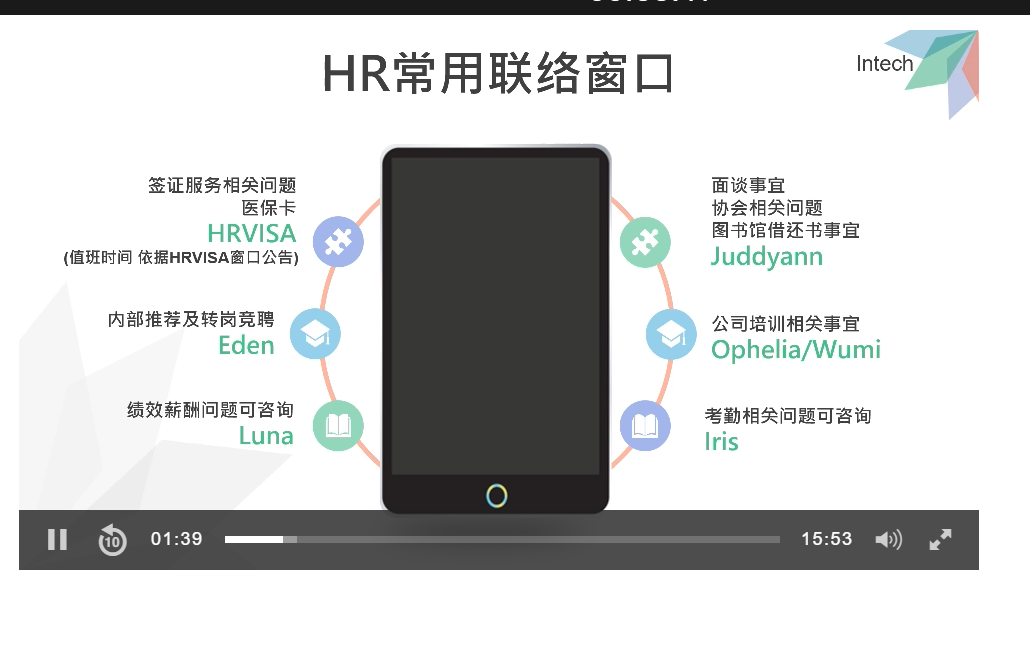 HR常用联络窗口
Intech
签证服务相关问题
医保卡
HRVISA
(值班时间 依据HRVISA窗口公告)
内部推荐及转岗竞聘
Eden
绩效薪酬问题可咨询
Luna
面谈事宜
协会相关问题
图书馆借还书事宜
Juddyann
公司培训相关事宜
Ophelia/Wumi
考勤相关问题可咨询
Iris
10
01:39
15:53